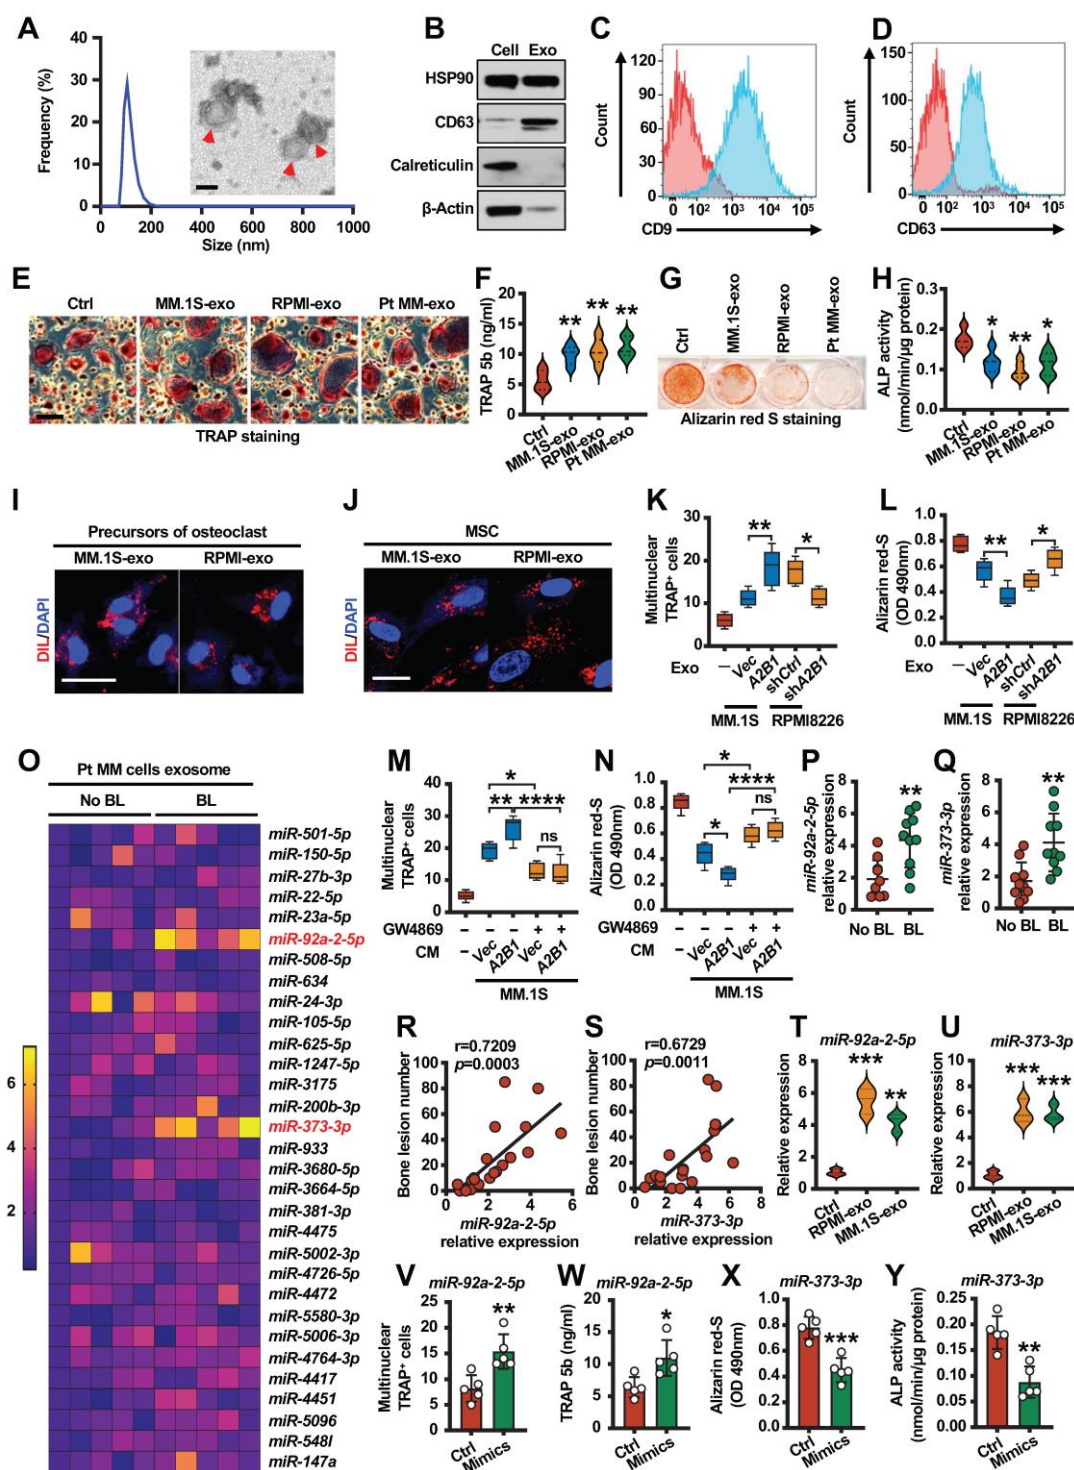 A
Frequency (%)
40
30
20
10
0
0 200 400 600 800 1000
Size (nm)
B
Cell Exo
HSP90
CD63
Calreticulin
β-Actin
C
Count
120
90
60
30
0
0 10² 10³ 10⁴ 10⁵
CD9
D
Count
150
100
50
0
0 10² 10³ 10⁴ 10⁵
CD63
E
Ctrl MM.1S-exo RPMI-exo Pt MM-exo
TRAP staining
F
TRAP 5b (ng/ml)
20
15
10
5
0
** ** **
Ctrl
MM.1S-exo
RPMI-exo
Pt MM-exo
G
Ctrl
MM.1S-exo
RPMI-exo
Pt MM-exo
Alizarin red S staining
H
ALP activity
(nmol/min/µg protein)
0.3
0.2
0.1
0.0
* ** *
Ctrl
MM.1S-exo
RPMI-exo
Pt MM-exo
I
Precursors of osteoclast
MM.1S-exo RPMI-exo
DIL/DAPI
J
MSC
MM.1S-exo RPMI-exo
DIL/DAPI
K
Multinuclear
TRAP⁺ cells
30
20
10
0
** *
Exo – Vec A2B1 shCtrl shA2B1
MM.1S RPMI8226
L
Alizarin red-S
(OD 490nm)
1.0
0.8
0.6
0.4
0.2
0.0
** *
Exo – Vec A2B1 shCtrl shA2B1
MM.1S RPMI8226
O
Pt MM cells exosome
No BL BL
miR-501-5p
miR-150-5p
miR-27b-3p
miR-22-5p
miR-23a-5p
miR-92a-2-5p
miR-508-5p
miR-634
miR-24-3p
miR-105-5p
miR-625-5p
miR-1247-5p
miR-3175
miR-200b-3p
miR-373-3p
miR-933
miR-3680-5p
miR-3664-5p
miR-381-3p
miR-4475
miR-5002-3p
miR-4726-5p
miR-4472
miR-5580-3p
miR-5006-3p
miR-4764-3p
miR-4417
miR-4451
miR-5096
miR-548l
miR-147a
6
4
2
M
Multinuclear
TRAP⁺ cells
40
30
20
10
0
*
** ****
ns
GW4869 – – – + +
CM – Vec A2B1 Vec A2B1
MM.1S
N
Alizarin red-S
(OD 490nm)
1.0
0.8
0.6
0.4
0.2
0.0
*
****
* ns
GW4869 – – – + +
CM – Vec A2B1 Vec A2B1
MM.1S
P
miR-92a-2-5p
relative expression
8
6
4
2
0
**
No BL BL
Q
miR-373-3p
relative expression
8
6
4
2
0
**
No BL BL
R
r=0.7209
p=0.0003
Bone lesion number
100
80
60
40
20
0
0 2 4 6
miR-92a-2-5p
relative expression
S
r=0.6729
p=0.0011
Bone lesion number
100
80
60
40
20
0
0 2 4 6 8
miR-373-3p
relative expression
T
miR-92a-2-5p
Relative expression
8
6
4
2
0
*** **
Ctrl
RPMI-exo
MM.1S-exo
U
miR-373-3p
Relative expression
10
8
6
4
2
0
*** ***
Ctrl
RPMI-exo
MM.1S-exo
V
miR-92a-2-5p
Multinuclear
TRAP⁺ cells
25
20
15
10
5
0
**
Ctrl
Mimics
W
miR-92a-2-5p
TRAP 5b (ng/ml)
20
15
10
5
0
*
Ctrl
Mimics
X
miR-373-3p
Alizarin red-S
(OD 490nm)
1.0
0.8
0.6
0.4
0.2
0.0
***
Ctrl
Mimics
Y
miR-373-3p
ALP activity
(nmol/min/µg protein)
0.25
0.20
0.15
0.10
0.05
0.00
**
Ctrl
Mimics